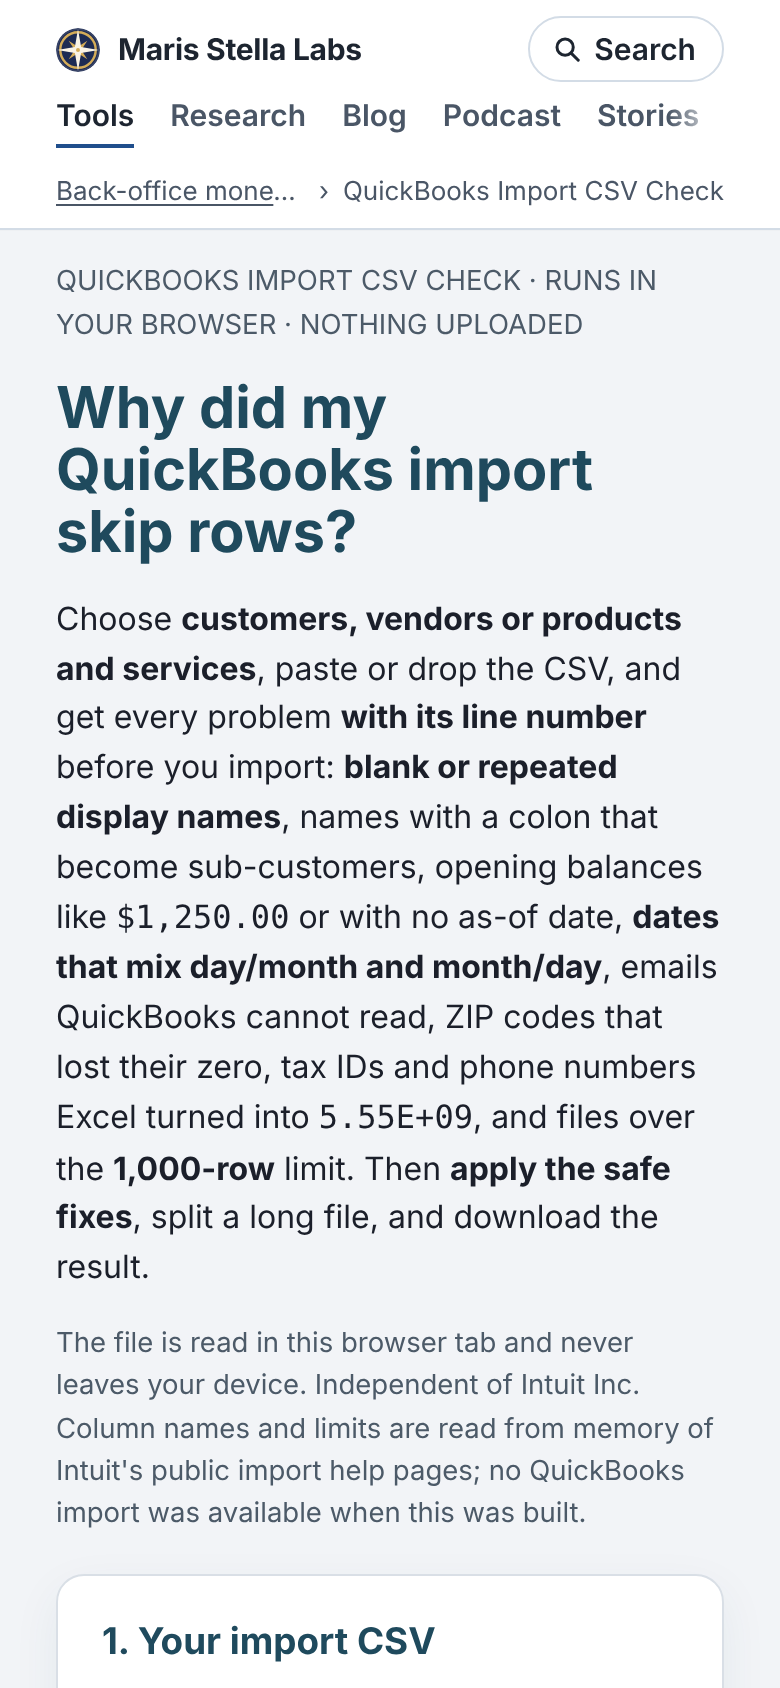 Maris Stella Labs
Search
Tools Research Blog Podcast Stories
Back-office mone... › QuickBooks Import CSV Check
QUICKBOOKS IMPORT CSV CHECK · RUNS IN
YOUR BROWSER · NOTHING UPLOADED
Why did my
QuickBooks import
skip rows?
Choose customers, vendors or products
and services, paste or drop the CSV, and
get every problem with its line number
before you import: blank or repeated
display names, names with a colon that
become sub-customers, opening balances
like $1,250.00 or with no as-of date, dates
that mix day/month and month/day, emails
QuickBooks cannot read, ZIP codes that
lost their zero, tax IDs and phone numbers
Excel turned into 5.55E+09, and files over
the 1,000-row limit. Then apply the safe
fixes, split a long file, and download the
result.
The file is read in this browser tab and never
leaves your device. Independent of Intuit Inc.
Column names and limits are read from memory of
Intuit's public import help pages; no QuickBooks
import was available when this was built.
1. Your import CSV